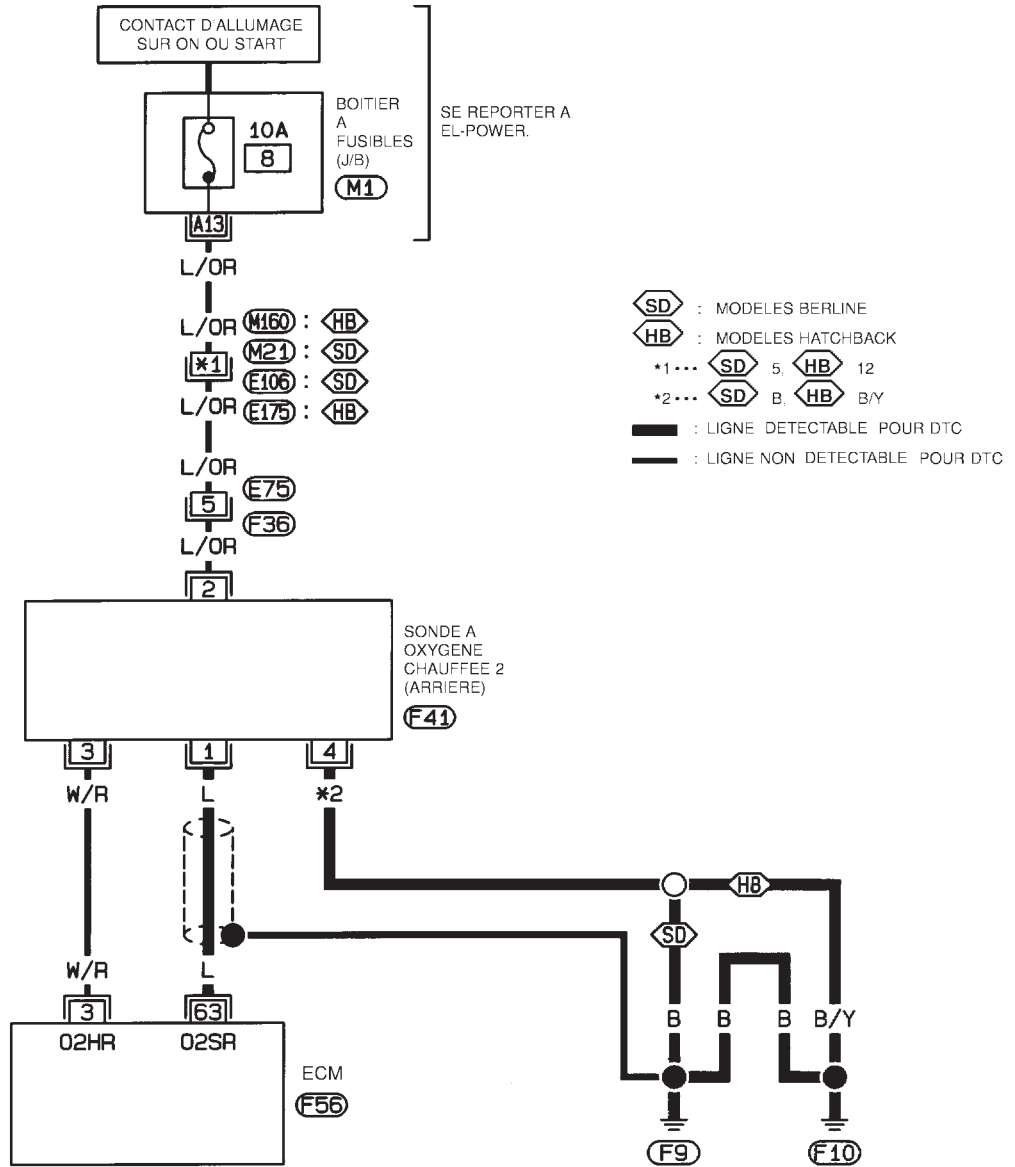 CONTACT D'ALLUMAGE
SUR ON OU START
BOITIER
A
FUSIBLES
(J/B)
M1
10A
8
SE REPORTER A
EL-POWER.
A13
L/OR
L/OR
M160 : HB
M21 : SD
*1
E106 : SD
L/OR
E175 : HB
L/OR
E75
5
F36
L/OR
2
SD : MODELES BERLINE
HB : MODELES HATCHBACK
*1••• SD 5, HB 12
*2••• SD B, HB B/Y
: LIGNE DETECTABLE POUR DTC
: LIGNE NON DETECTABLE POUR DTC
SONDE A
OXYGENE
CHAUFFEE 2
(ARRIERE)
F41
3 1 4
W/R L *2
HB
SD
W/R L
B B B B/Y
3 63
O2HR O2SR
ECM
F56
F9 F10